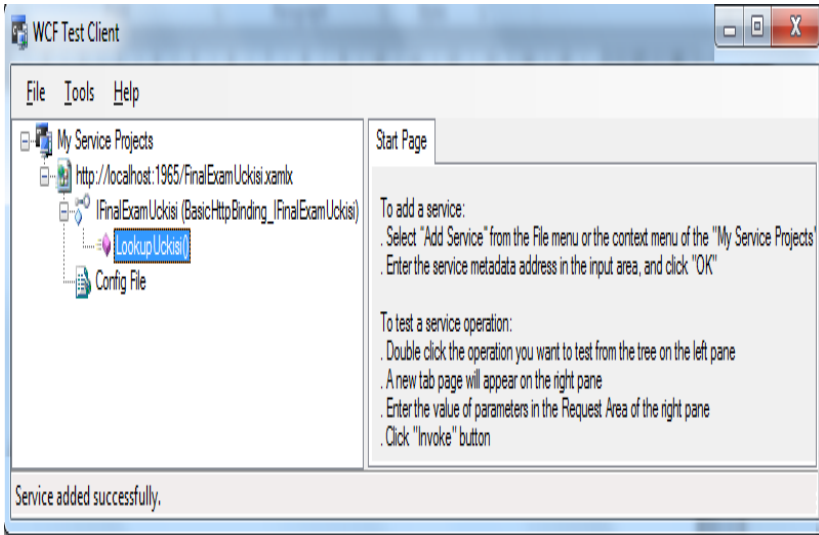 WCF Test Client
File Tools Help
My Service Projects
http://localhost:1965/FinalExamUckisi.xamlx
IFinalExamUckisi (BasicHttpBinding_IFinalExamUckisi)
LookupUckisi()
Config File
Start Page
To add a service:
. Select "Add Service" from the File menu or the context menu of the "My Service Projects"
. Enter the service metadata address in the input area, and click "OK"
To test a service operation:
. Double click the operation you want to test from the tree on the left pane
. A new tab page will appear on the right pane
. Enter the value of parameters in the Request Area of the right pane
. Click "Invoke" button
Service added successfully.